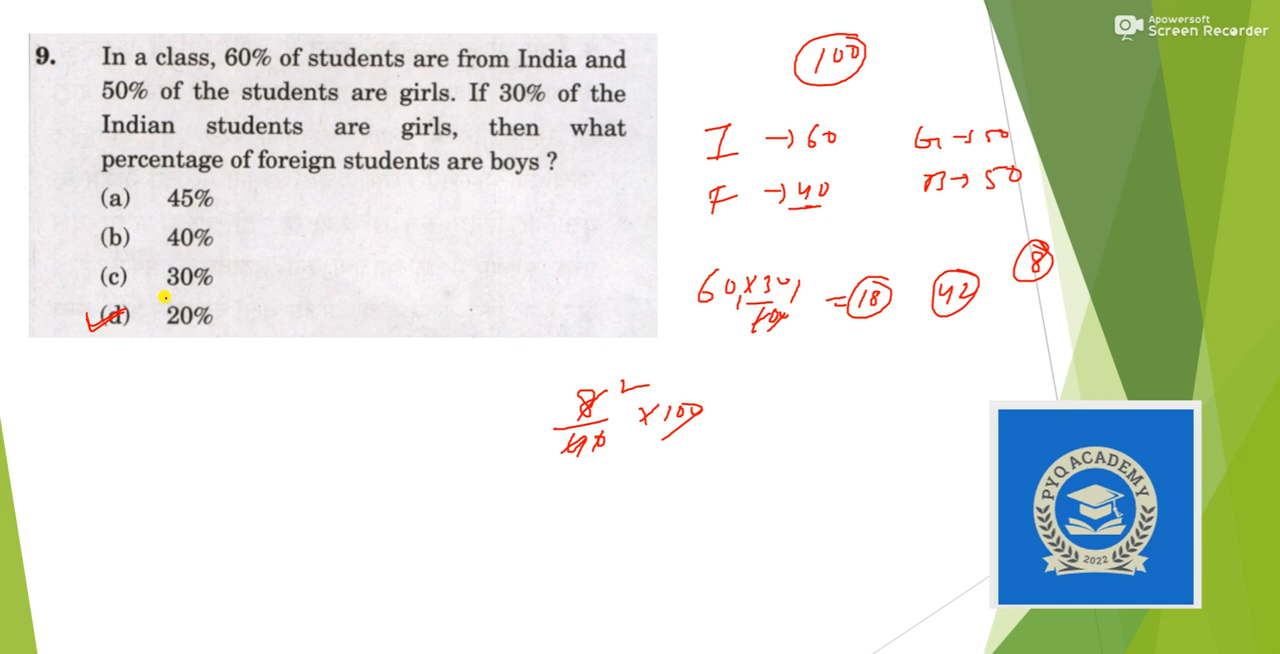 Apowersoft
Screen Recorder
9. In a class, 60% of students are from India and
50% of the students are girls. If 30% of the
Indian students are girls, then what
percentage of foreign students are boys ?
(a) 45%
(b) 40%
(c) 30%
(d) 20%
100
I → 60 G → 50
F → 40 B → 50
60 × 30/100 = 18 42 8
8/40 2 × 100
PYQ ACADEMY
2022